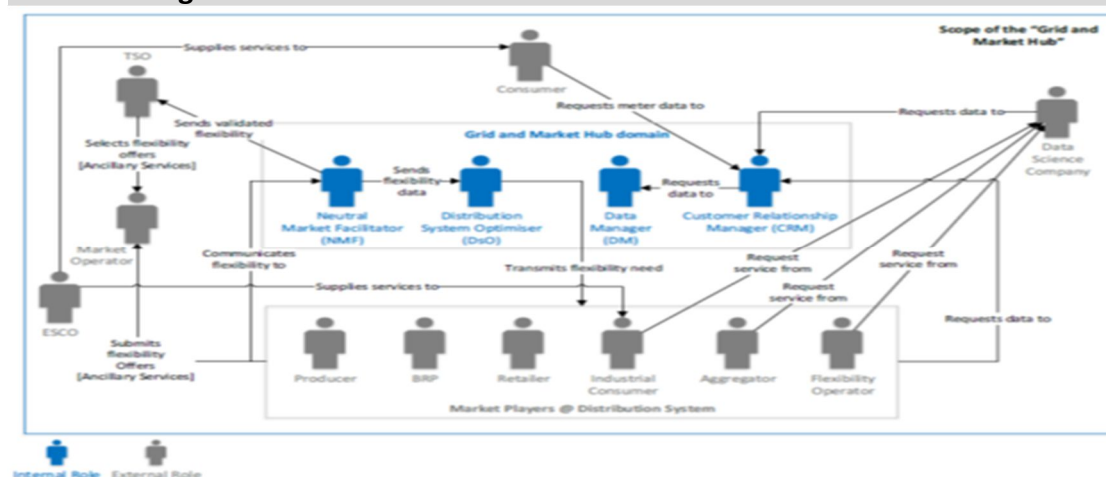 Scope of the "Grid and
Market Hub"
Supplies services to
TSO
Consumer
Requests meter data to
Requests data to
Sends validated
flexibility
Grid and Market Hub domain
Data
Science
Company
Selects flexibility
offers
[Ancillary Services]
Sends
flexibility
data
Requests
data to
Neutral
Market Facilitator
(NMF)
Distribution
System Optimiser
(DsO)
Data
Manager
(DM)
Customer Relationship
Manager (CRM)
Market
Operator
Communicates
flexibility to
Transmits flexibility need
Request
service from
Request
service from
Request
service from
Supplies services to
ESCO
Requests data to
Submits
flexibility
Offers
[Ancillary Services]
Producer
BRP
Retailer
Industrial
Consumer
Aggregator
Flexibility
Operator
Market Players @ Distribution System
Internal Role
External Role